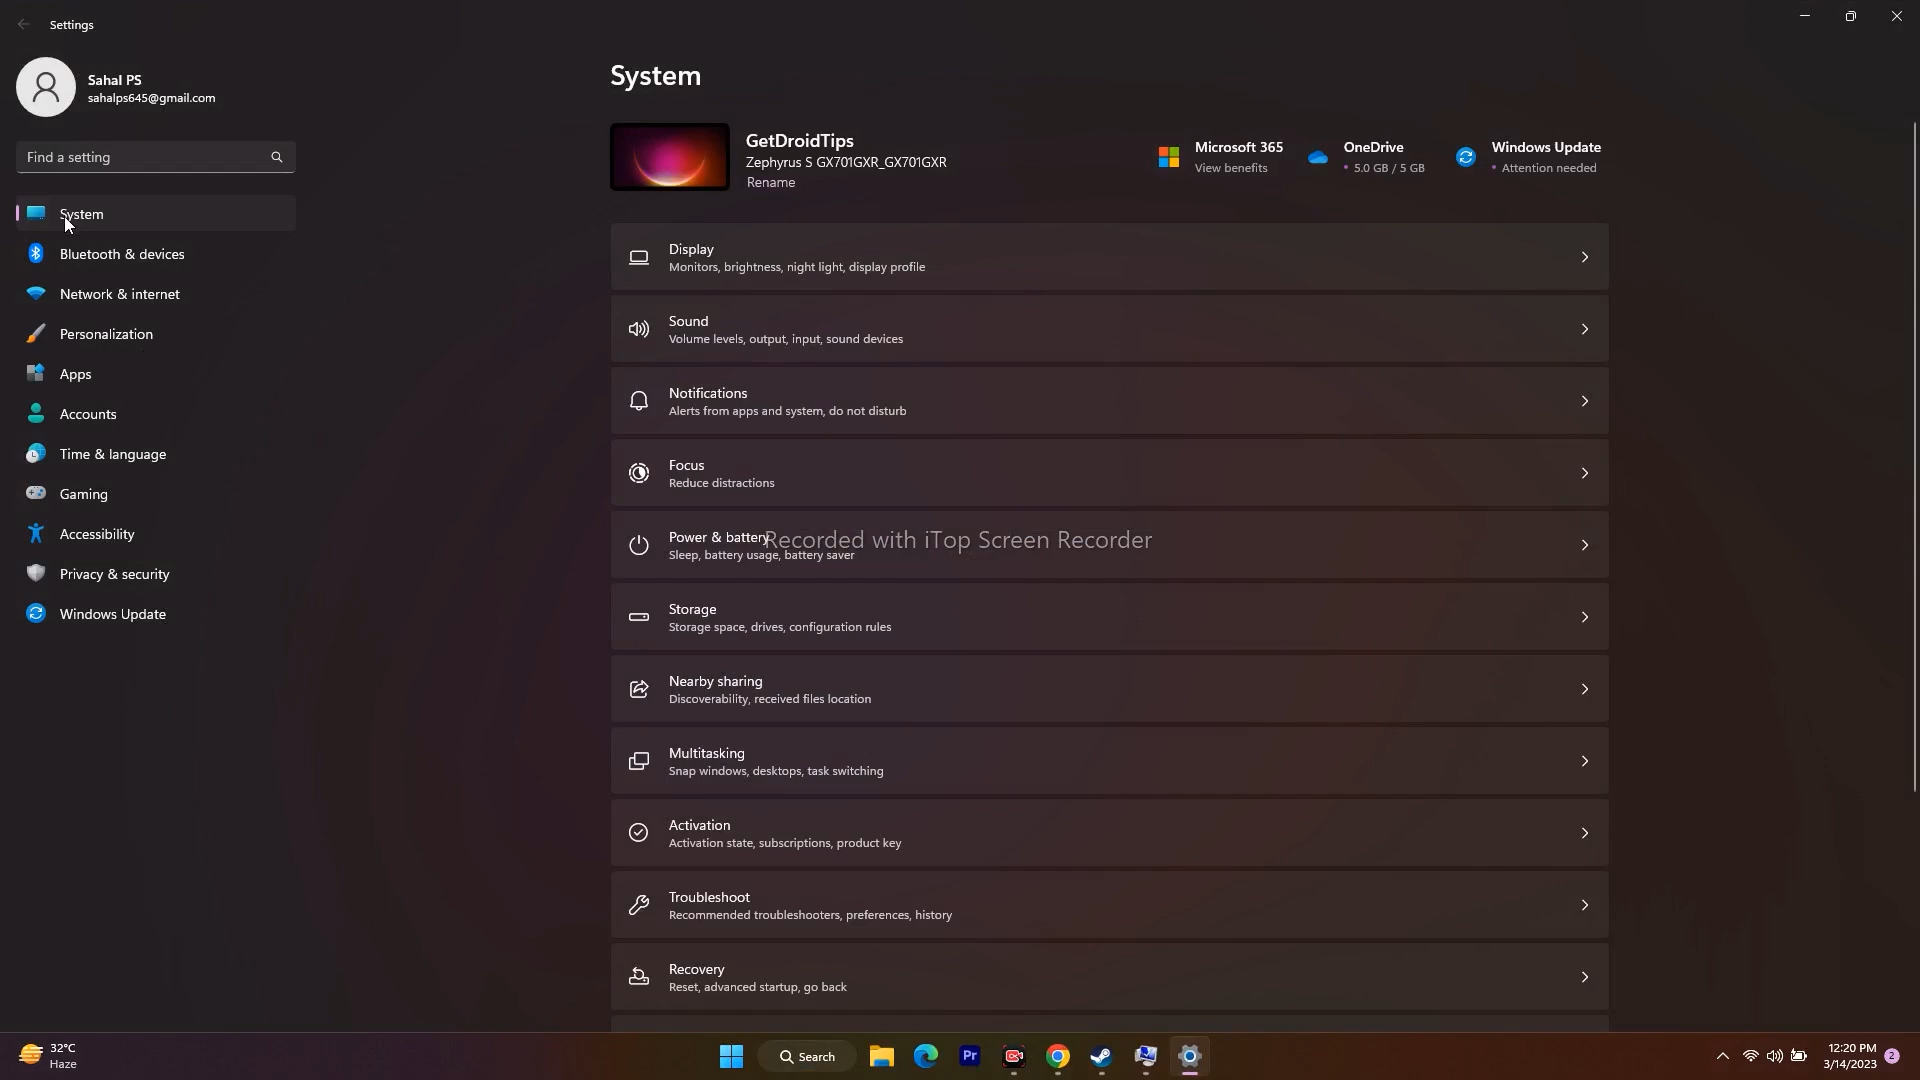 Settings
Sahal PS
sahalps645@gmail.com
Find a setting
System
Bluetooth & devices
Network & internet
Personalization
Apps
Accounts
Time & language
Gaming
Accessibility
Privacy & security
Windows Update
System
GetDroidTips
Zephyrus S GX701GXR_GX701GXR
Rename
Microsoft 365
View benefits
OneDrive
• 5.0 GB / 5 GB
Windows Update
• Attention needed
Display
Monitors, brightness, night light, display profile
Sound
Volume levels, output, input, sound devices
Notifications
Alerts from apps and system, do not disturb
Focus
Reduce distractions
Power & battery
Sleep, battery usage, battery saver
Recorded with iTop Screen Recorder
Storage
Storage space, drives, configuration rules
Nearby sharing
Discoverability, received files location
Multitasking
Snap windows, desktops, task switching
Activation
Activation state, subscriptions, product key
Troubleshoot
Recommended troubleshooters, preferences, history
Recovery
Reset, advanced startup, go back
32°C
Haze
Search
Pr
12:20 PM
3/14/2023
2